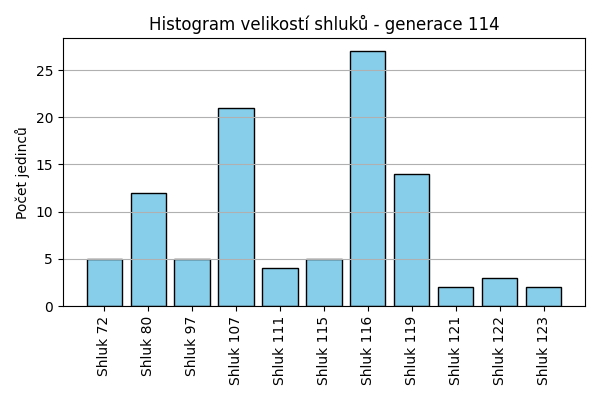 Histogram velikostí shluků - generace 114
Počet jedinců
25
20
15
10
5
0
Shluk 72
Shluk 80
Shluk 97
Shluk 107
Shluk 111
Shluk 115
Shluk 116
Shluk 119
Shluk 121
Shluk 122
Shluk 123